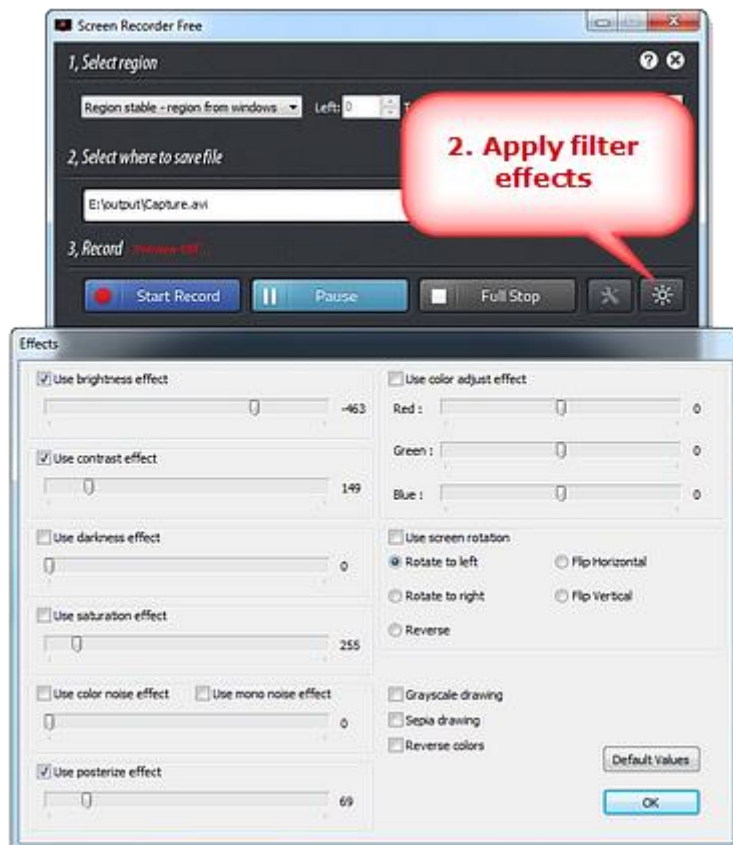 Screen Recorder Free
1, Select region
Region stable - region from windows
Left: 0
T
2. Apply filter
effects
2, Select where to save file
E:\output\Capture.avi
3, Record
Start Record
Pause
Full Stop
Effects
Use brightness effect
-463
Use contrast effect
149
Use darkness effect
0
Use saturation effect
255
Use color noise effect
Use mono noise effect
0
Use posterize effect
69
Use color adjust effect
Red :
0
Green :
0
Blue :
0
Use screen rotation
Rotate to left
Flip Horizontal
Rotate to right
Flip Vertical
Reverse
Grayscale drawing
Sepia drawing
Reverse colors
Default Values
OK